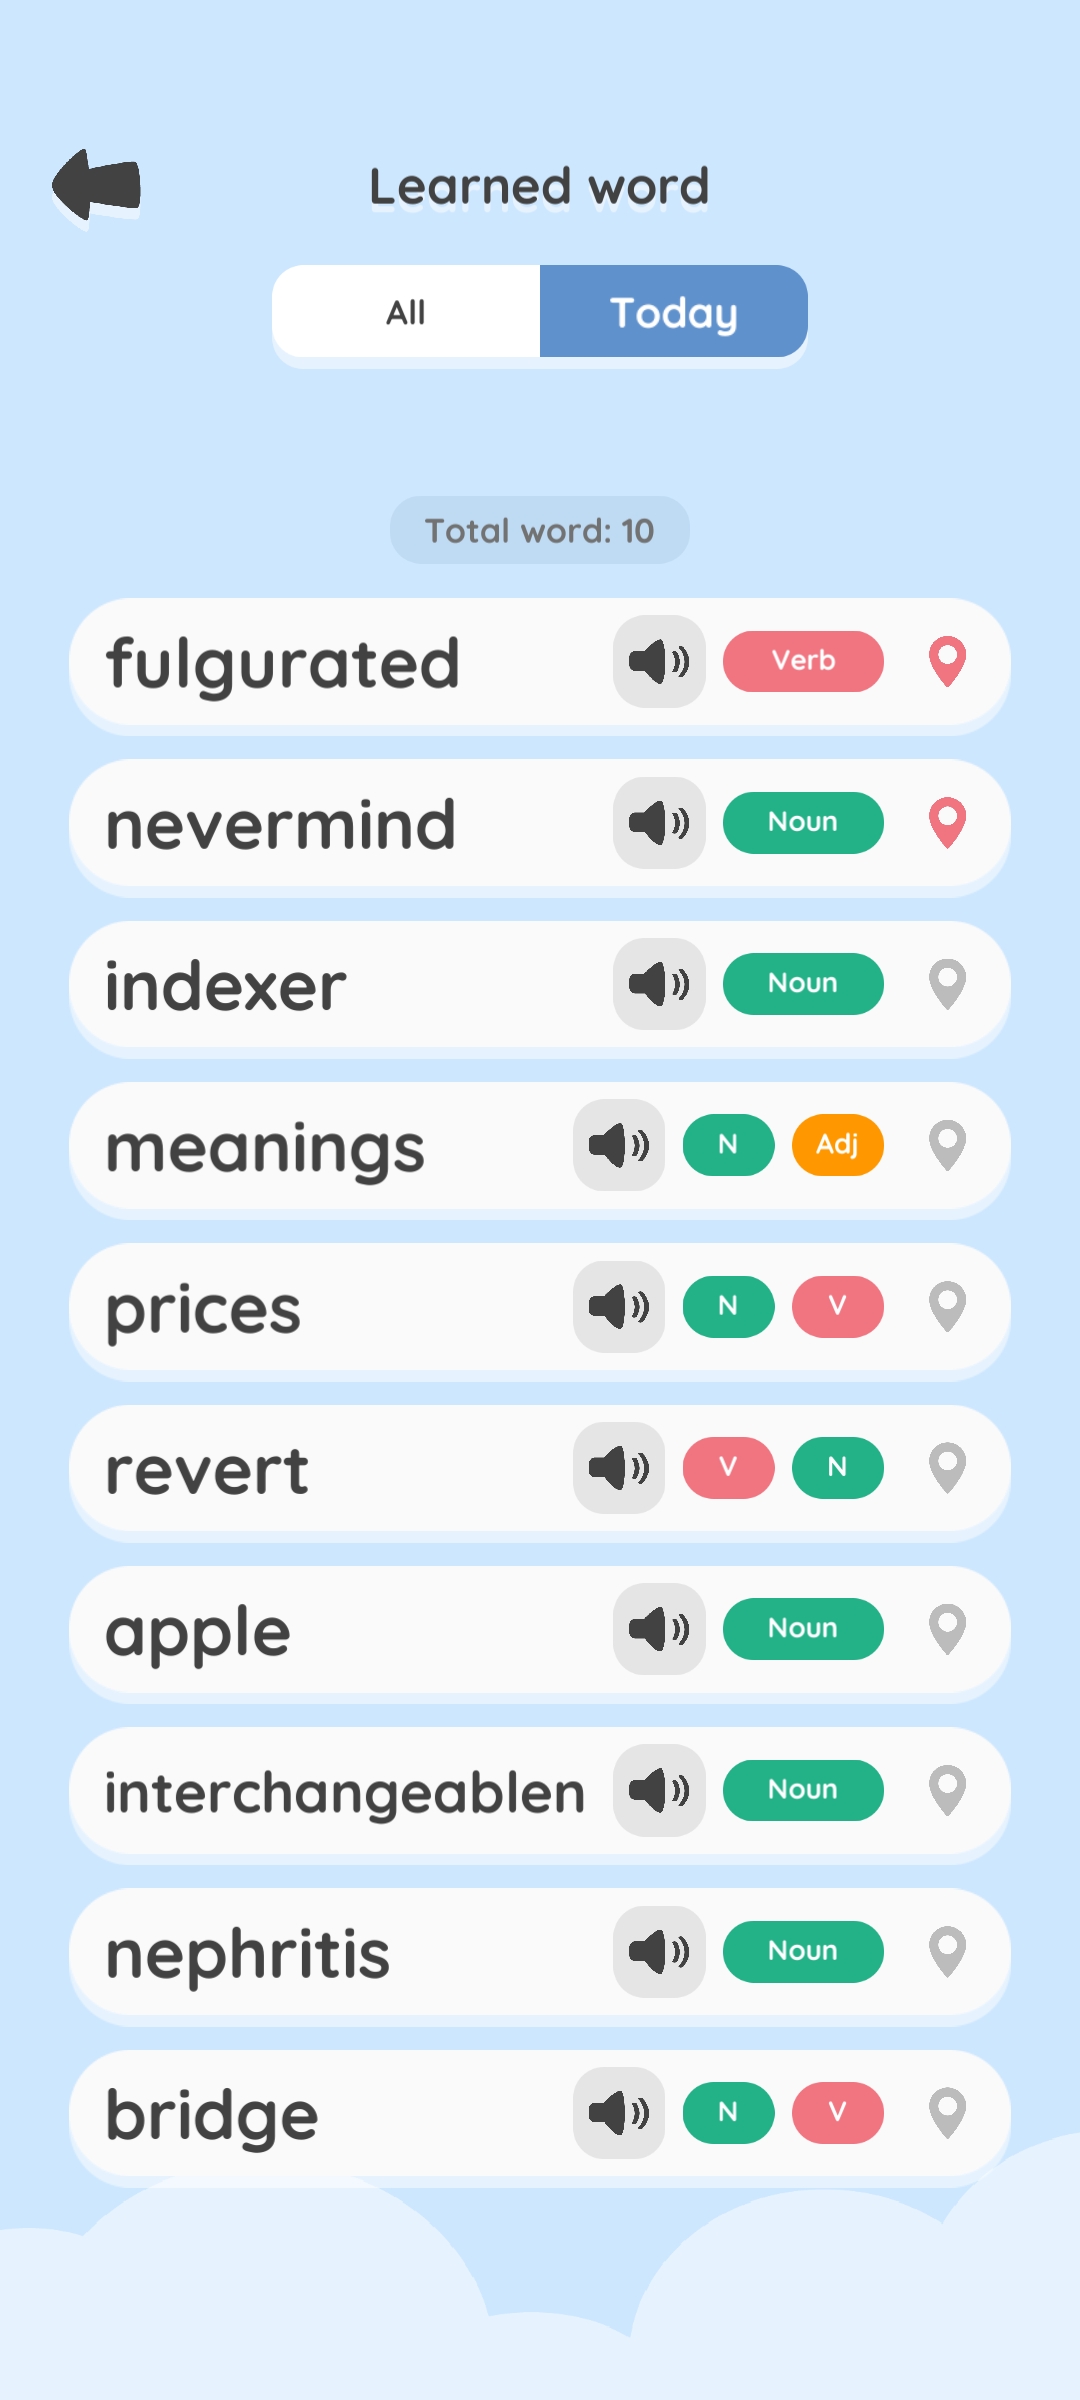 Learned word
All Today
Total word: 10
fulgurated Verb
nevermind Noun
indexer Noun
meanings N Adj
prices N V
revert V N
apple Noun
interchangeablen Noun
nephritis Noun
bridge N V